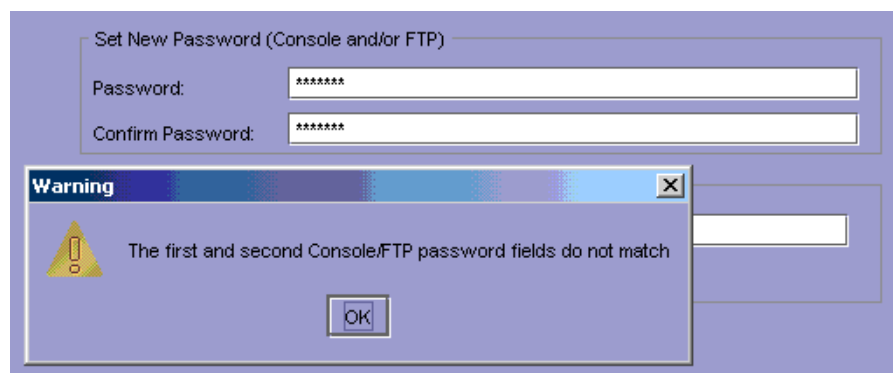 Set New Password (Console and/or FTP)
Password:
*******
Confirm Password:
*******
Warning
The first and second Console/FTP password fields do not match
OK